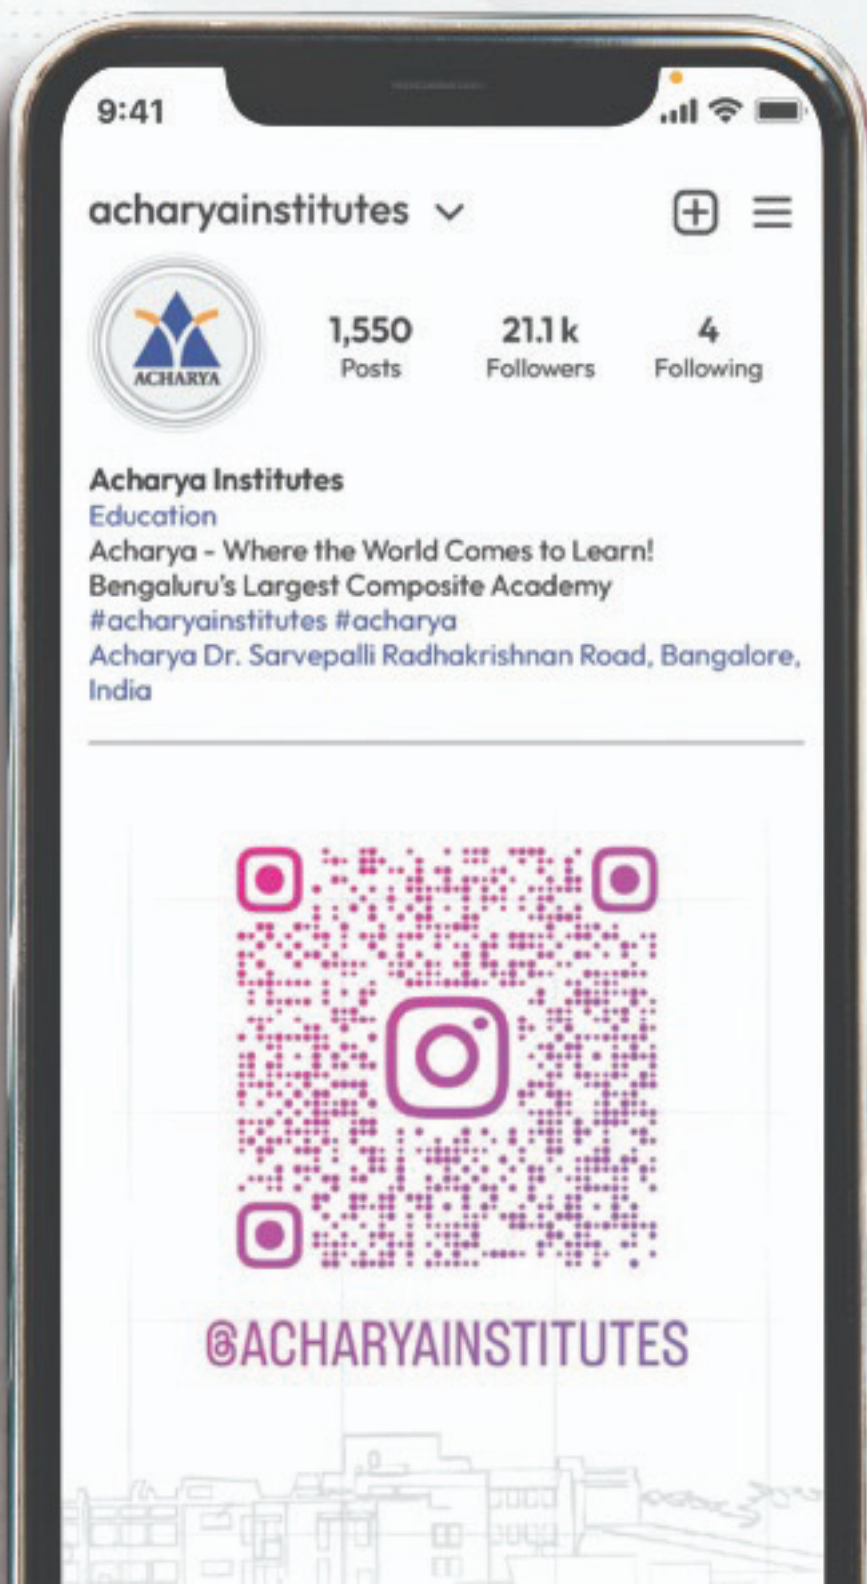 9:41
acharyainstitutes
ACHARYA
1,550 21.1k 4
Posts Followers Following
Acharya Institutes
Education
Acharya - Where the World Comes to Learn!
Bengaluru's Largest Composite Academy
#acharyainstitutes #acharya
Acharya Dr. Sarvepalli Radhakrishnan Road, Bangalore,
India
@ACHARYAINSTITUTES